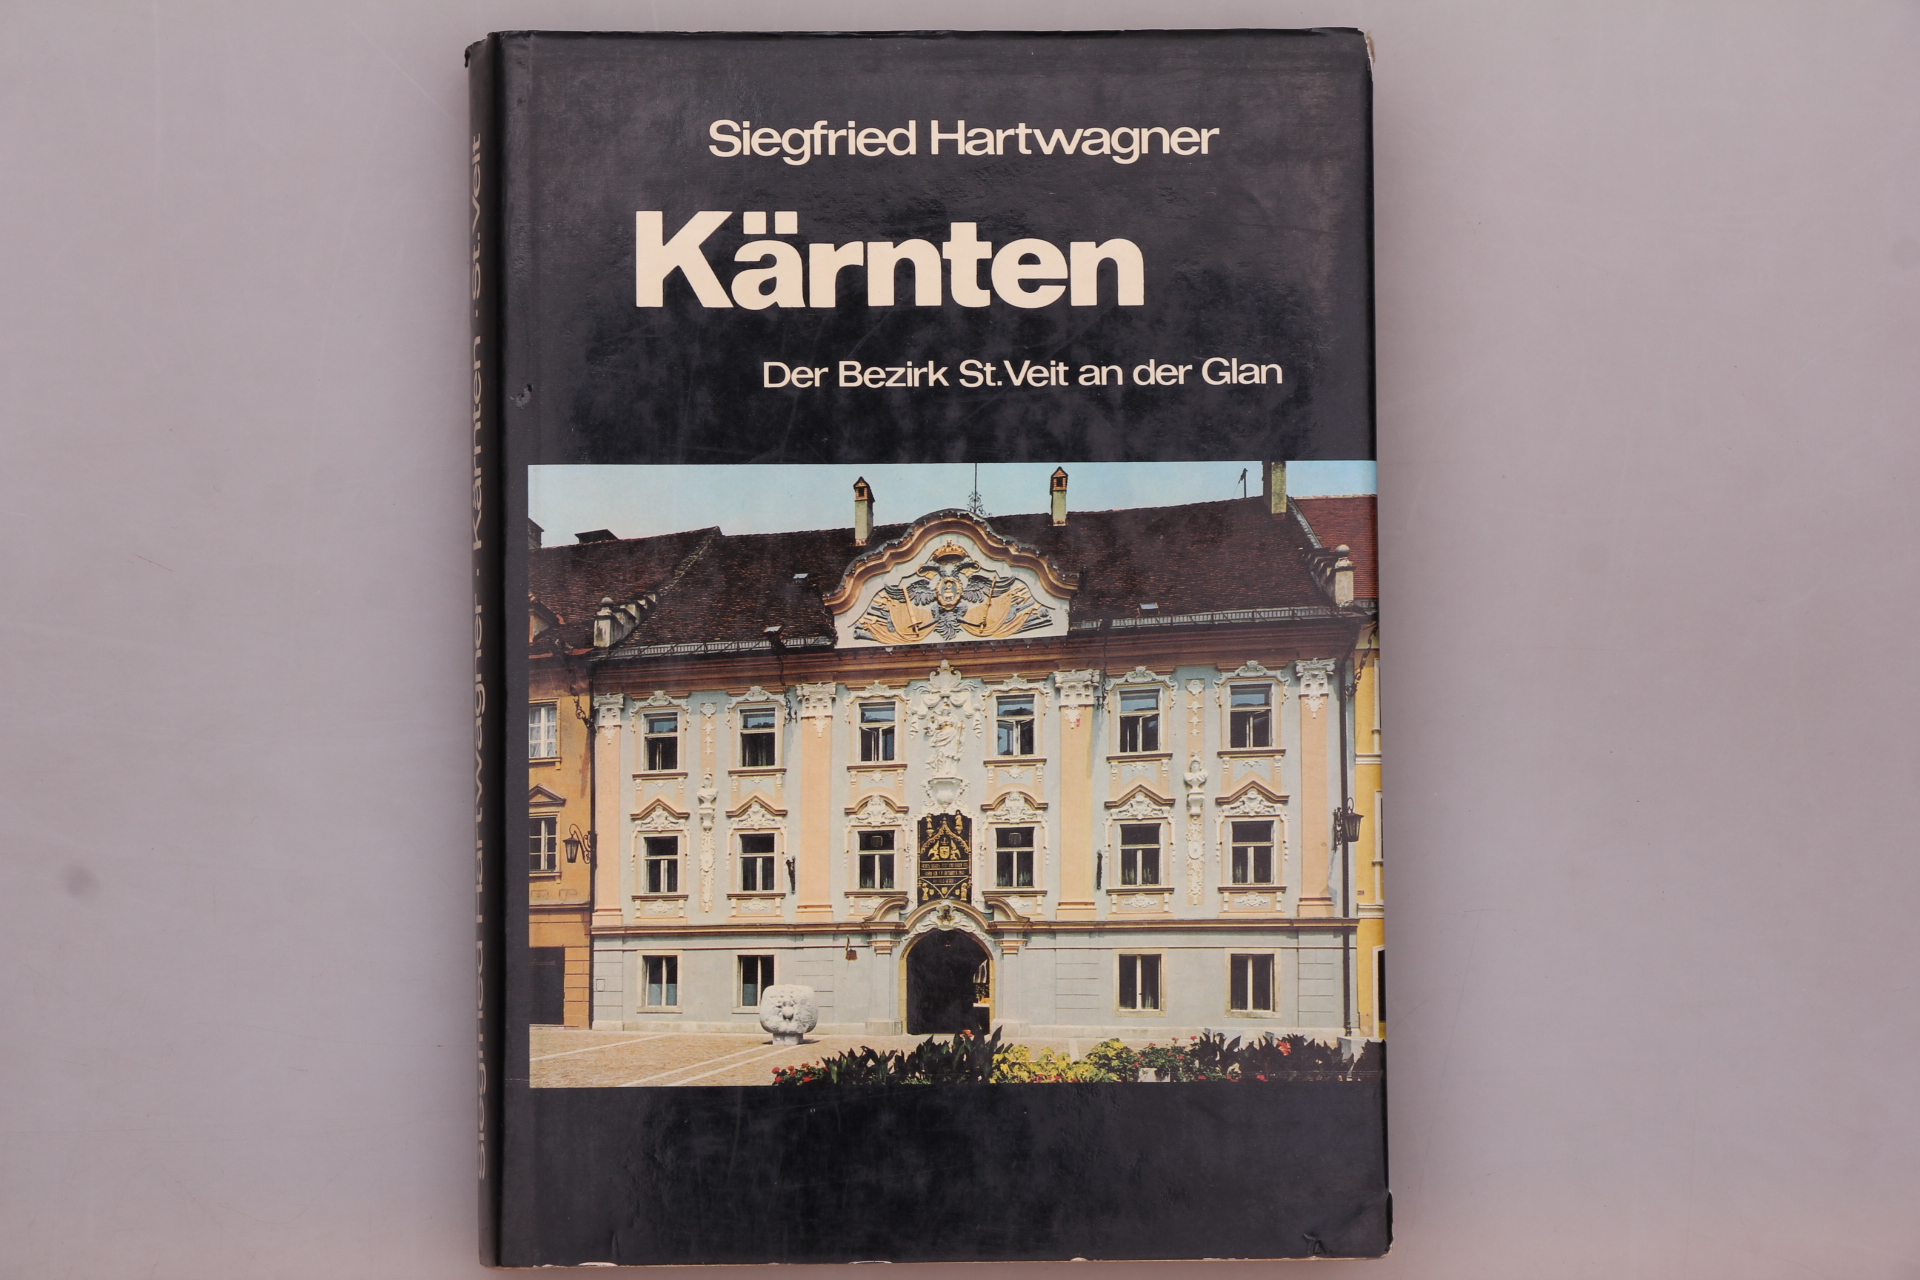 Siegfried Hartwagner
Kärnten
Der Bezirk St. Veit an der Glan
Siegfried Hartwagner · Kärnten · St. Veit